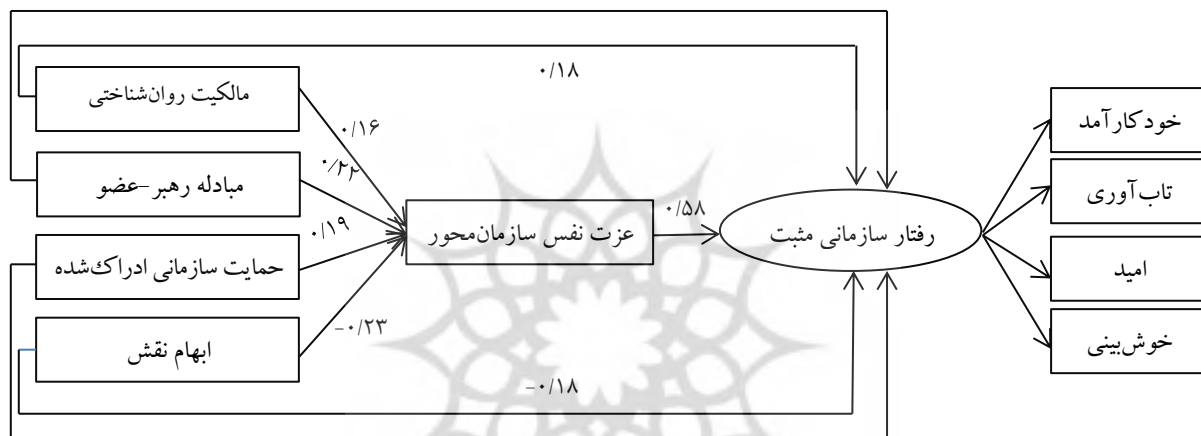 ۰/۱۸
مالکیت روان‌شناختی
خودکارآمد
۰/۱۶
۰/۲۲
مبادله رهبر-عضو
تاب‌آوری
۰/۵۸
عزت نفس سازمان‌محور
رفتار سازمانی مثبت
۰/۱۹
حمایت سازمانی ادراک‌شده
امید
-۰/۲۳
ابهام نقش
خوش‌بینی
-۰/۱۸